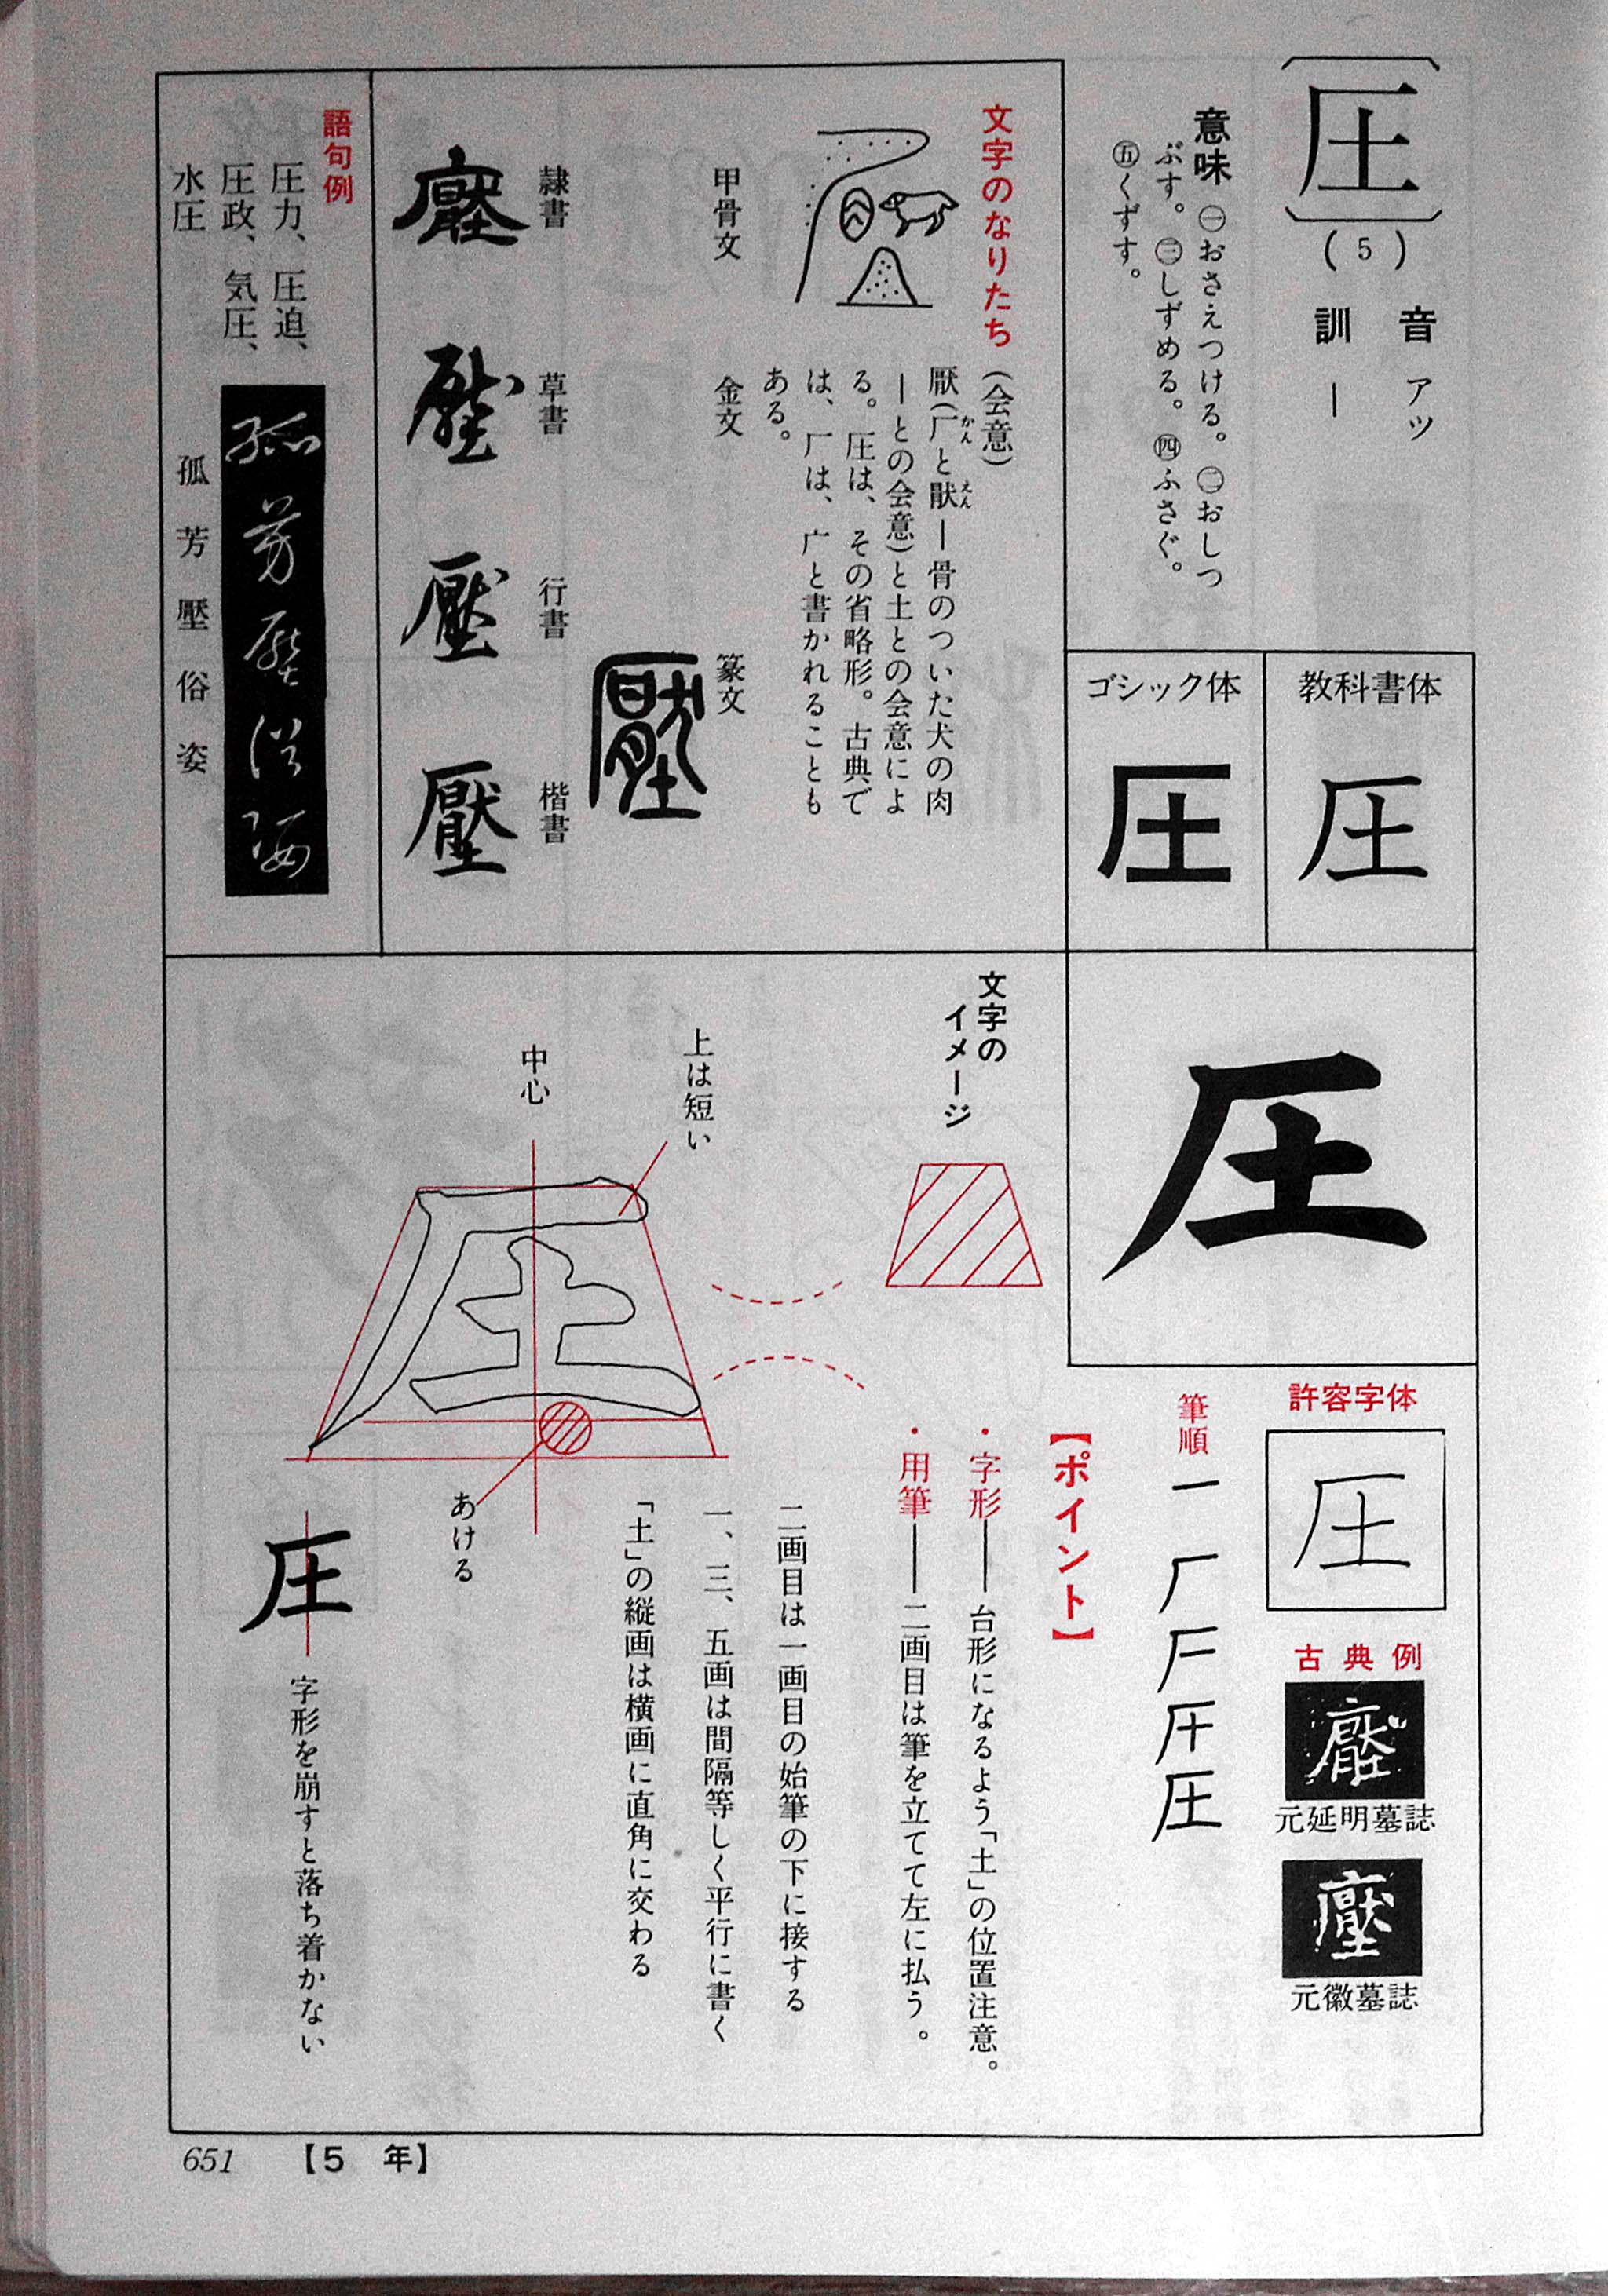 〔圧〕
(5)
音 アツ
訓 ―
意味 ㊀おさえつける。㊁おしつ
ぶす。㊂しずめる。㊃ふさぐ。
㊄くずす。
教科書体
圧
ゴシック体
圧
文字のなりたち
(会意)
厭(厂かんと猒えん―骨のついた犬の肉
―との会意)と土との会意によ
る。圧は、その省略形。古典で
は、厂は、广と書かれることも
ある。
甲骨文
金文
篆文
壓
隷書
壓
草書
壓
行書
壓
楷書
壓
語句例
圧力、圧迫、
圧政、気圧、
水圧
孤芳壓俗姿
孤芳壓俗姿
圧
許容字体
圧
古典例
壓
元延明墓誌
壓
元徽墓誌
筆順
一 厂 圧
【ポイント】
・字形――台形になるよう「土」の位置注意。
・用筆――二画目は筆を立てて左に払う。
二画目は一画目の始筆の下に接する
一、三、五画は間隔等しく平行に書く
「土」の縦画は横画に直角に交わる
文字の
イメージ
上は短い
中心
圧
あける
圧
字形を崩すと落ち着かない
651 【5 年】